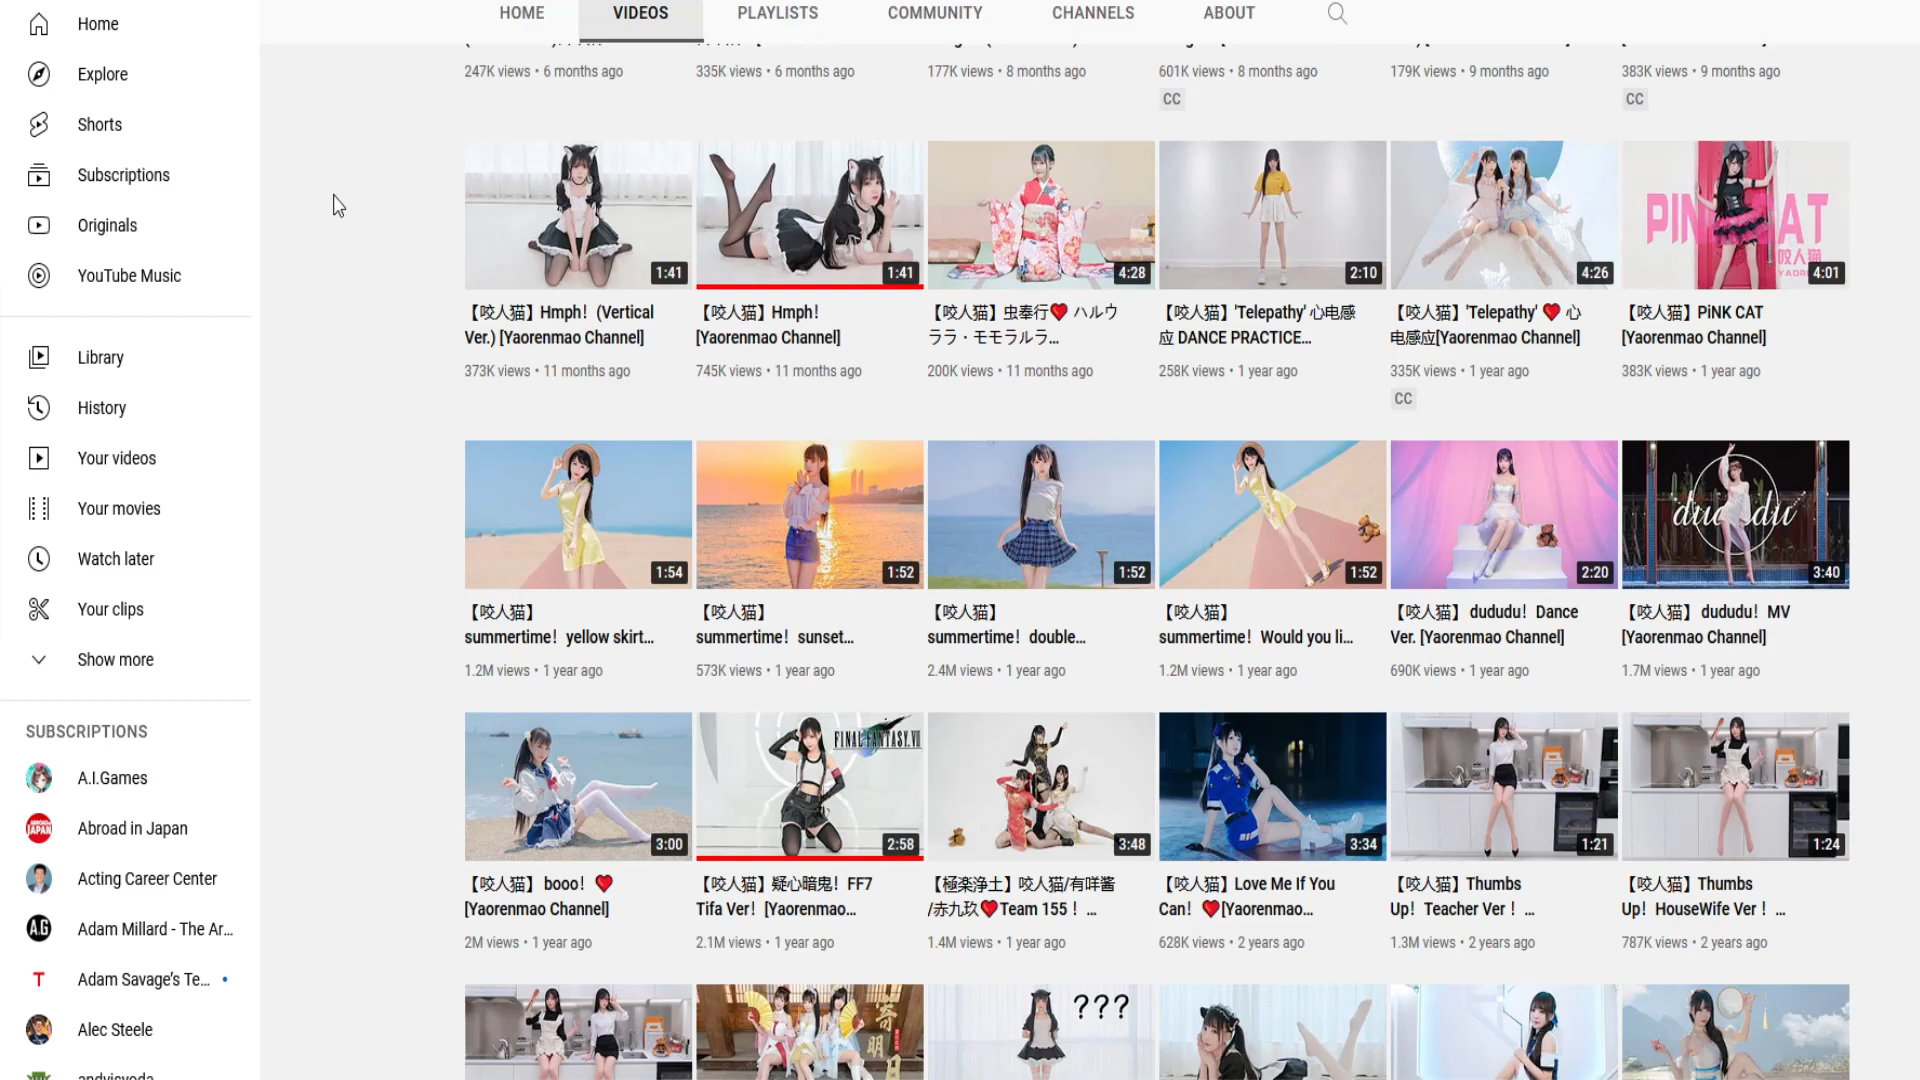 Home
Explore
Shorts
Subscriptions
Originals
YouTube Music
Library
History
Your videos
Your movies
Watch later
Your clips
Show more
SUBSCRIPTIONS
A.I.Games
Abroad in Japan
Acting Career Center
Adam Millard - The Ar...
Adam Savage's Te...
Alec Steele
HOME VIDEOS PLAYLISTS COMMUNITY CHANNELS ABOUT
247K views • 6 months ago
335K views • 6 months ago
177K views • 8 months ago
601K views • 8 months ago
CC
179K views • 9 months ago
383K views • 9 months ago
CC
1:41
【咬人猫】Hmph！(Vertical
Ver.) [Yaorenmao Channel]
373K views • 11 months ago
1:41
【咬人猫】Hmph！
[Yaorenmao Channel]
745K views • 11 months ago
4:28
【咬人猫】虫奉行❤️ ハルウ
ララ・モモラルラ...
200K views • 11 months ago
2:10
【咬人猫】'Telepathy' 心电感
应 DANCE PRACTICE...
258K views • 1 year ago
4:26
【咬人猫】'Telepathy' ❤️ 心
电感应[Yaorenmao Channel]
335K views • 1 year ago
CC
咬人猫
4:01
【咬人猫】PiNK CAT
[Yaorenmao Channel]
383K views • 1 year ago
1:54
【咬人猫】
summertime！yellow skirt...
1.2M views • 1 year ago
1:52
【咬人猫】
summertime！sunset...
573K views • 1 year ago
1:52
【咬人猫】
summertime！double...
2.4M views • 1 year ago
1:52
【咬人猫】
summertime！Would you li...
1.2M views • 1 year ago
2:20
【咬人猫】 dududu！Dance
Ver. [Yaorenmao Channel]
690K views • 1 year ago
3:40
【咬人猫】 dududu！MV
[Yaorenmao Channel]
1.7M views • 1 year ago
3:00
【咬人猫】 booo！❤️
[Yaorenmao Channel]
2M views • 1 year ago
FINAL FANTASY VII
2:58
【咬人猫】疑心暗鬼！FF7
Tifa Ver！[Yaorenmao...
2.1M views • 1 year ago
3:48
【極楽浄土】咬人猫/有咩酱
/赤九玖❤️Team 155！...
1.4M views • 1 year ago
3:34
【咬人猫】Love Me If You
Can！❤️[Yaorenmao...
628K views • 2 years ago
1:21
【咬人猫】Thumbs
Up！Teacher Ver！...
1.3M views • 2 years ago
1:24
【咬人猫】Thumbs
Up！HouseWife Ver！...
787K views • 2 years ago
寄明月
???